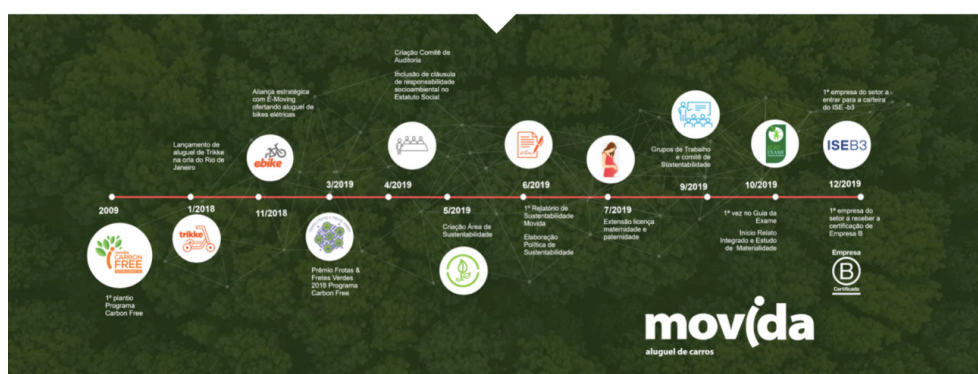 Criação Comitê de
Auditoria
Inclusão de cláusula
de responsabilidade
socioambiental no
Estatuto Social
Aliança estratégica
com E-Moving
ofertando aluguel de
bikes elétricas
1ª empresa do setor a
entrar para a carteira
do ISE -b3
Lançamento de
aluguel de Trikke
na orla do Rio de
Janeiro
ebike
Grupos de Trabalho
e comitê de
Sustentabilidade
GUIA
EXAME
ISEB3
2009
1/2018
11/2018
3/2019
4/2019
5/2019
6/2019
7/2019
9/2019
10/2019
12/2019
CARBON
FREE
1º plantio
Programa
Carbon Free
trikke
Prêmio Frotas &
Fretes Verdes
2018 Programa
Carbon Free
Criação Área de
Sustentabilidade
1º Relatório de
Sustentabilidade
Movida
Elaboração
Política de
Sustentabilidade
Extensão licença
maternidade e
paternidade
1ª vez no Guia da
Exame
Início Relato
Integrado e Estudo
de Materialidade
1ª empresa do
setor a receber a
certificação de
Empresa B
Empresa
B
Certificada
movida
aluguel de carros